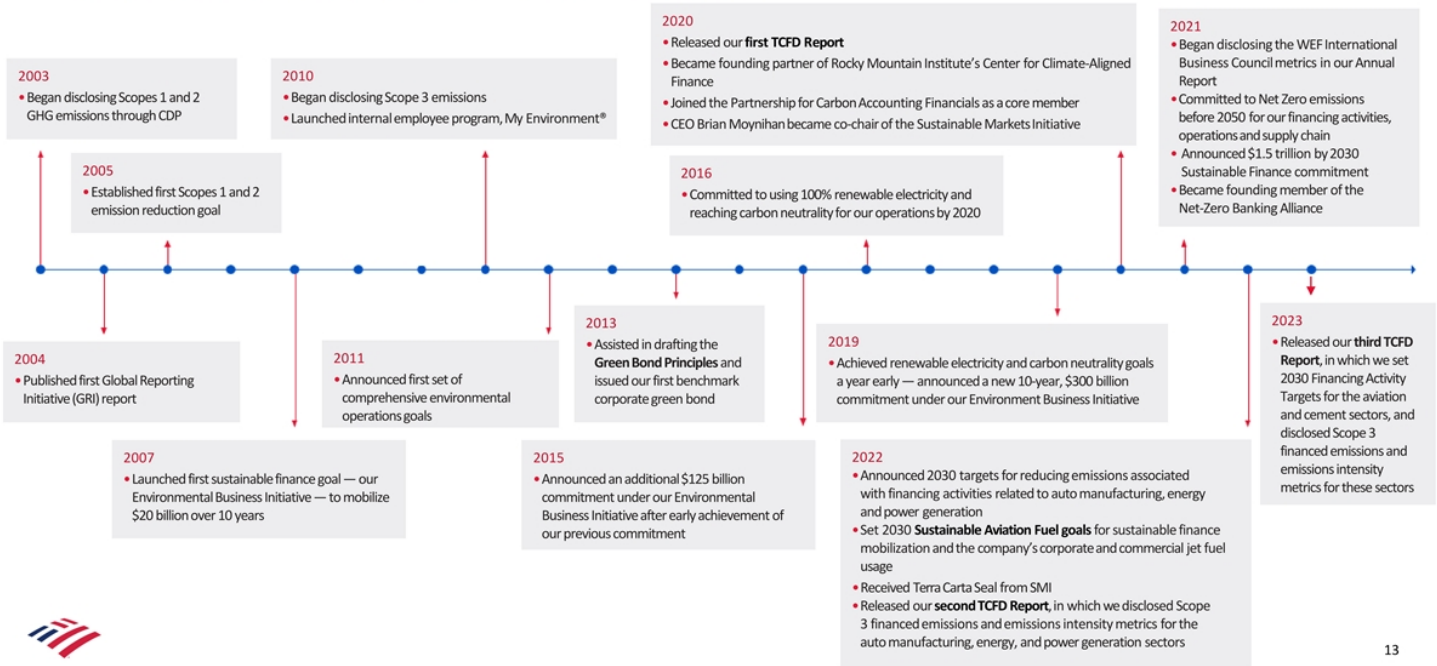 2003
• Began disclosing Scopes 1 and 2
GHG emissions through CDP
2004
• Published first Global Reporting
Initiative (GRI) report
2005
• Established first Scopes 1 and 2
emission reduction goal
2007
• Launched first sustainable finance goal — our
Environmental Business Initiative — to mobilize
$20 billion over 10 years
2010
• Began disclosing Scope 3 emissions
• Launched internal employee program, My Environment®
2011
• Announced first set of
comprehensive environmental
operations goals
2013
• Assisted in drafting the
Green Bond Principles and
issued our first benchmark
corporate green bond
2015
• Announced an additional $125 billion
commitment under our Environmental
Business Initiative after early achievement of
our previous commitment
2016
• Committed to using 100% renewable electricity and
reaching carbon neutrality for our operations by 2020
2019
• Achieved renewable electricity and carbon neutrality goals
a year early — announced a new 10-year, $300 billion
commitment under our Environment Business Initiative
2020
• Released our first TCFD Report
• Became founding partner of Rocky Mountain Institute's Center for Climate-Aligned
Finance
• Joined the Partnership for Carbon Accounting Financials as a core member
• CEO Brian Moynihan became co-chair of the Sustainable Markets Initiative
2021
• Began disclosing the WEF International
Business Council metrics in our Annual
Report
• Committed to Net Zero emissions
before 2050 for our financing activities,
operations and supply chain
• Announced $1.5 trillion by 2030
Sustainable Finance commitment
• Became founding member of the
Net-Zero Banking Alliance
2022
• Announced 2030 targets for reducing emissions associated
with financing activities related to auto manufacturing, energy
and power generation
• Set 2030 Sustainable Aviation Fuel goals for sustainable finance
mobilization and the company's corporate and commercial jet fuel
usage
• Received Terra Carta Seal from SMI
• Released our second TCFD Report, in which we disclosed Scope
3 financed emissions and emissions intensity metrics for the
auto manufacturing, energy, and power generation sectors
2023
• Released our third TCFD
Report, in which we set
2030 Financing Activity
Targets for the aviation
and cement sectors, and
disclosed Scope 3
financed emissions and
emissions intensity
metrics for these sectors
13